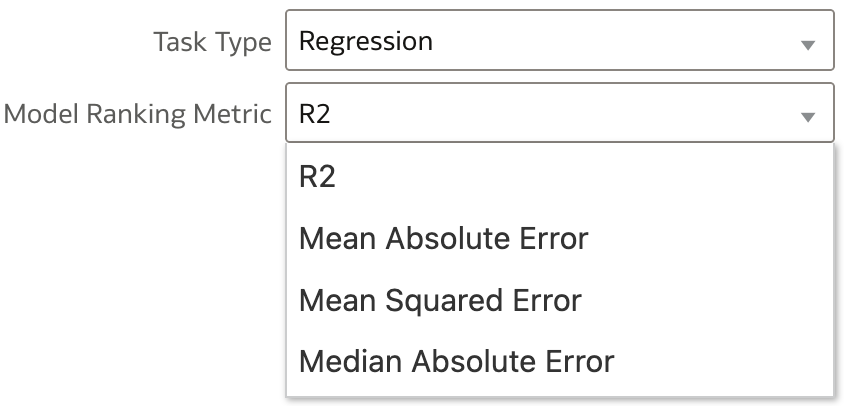 Task Type Regression
Model Ranking Metric R2
R2
Mean Absolute Error
Mean Squared Error
Median Absolute Error